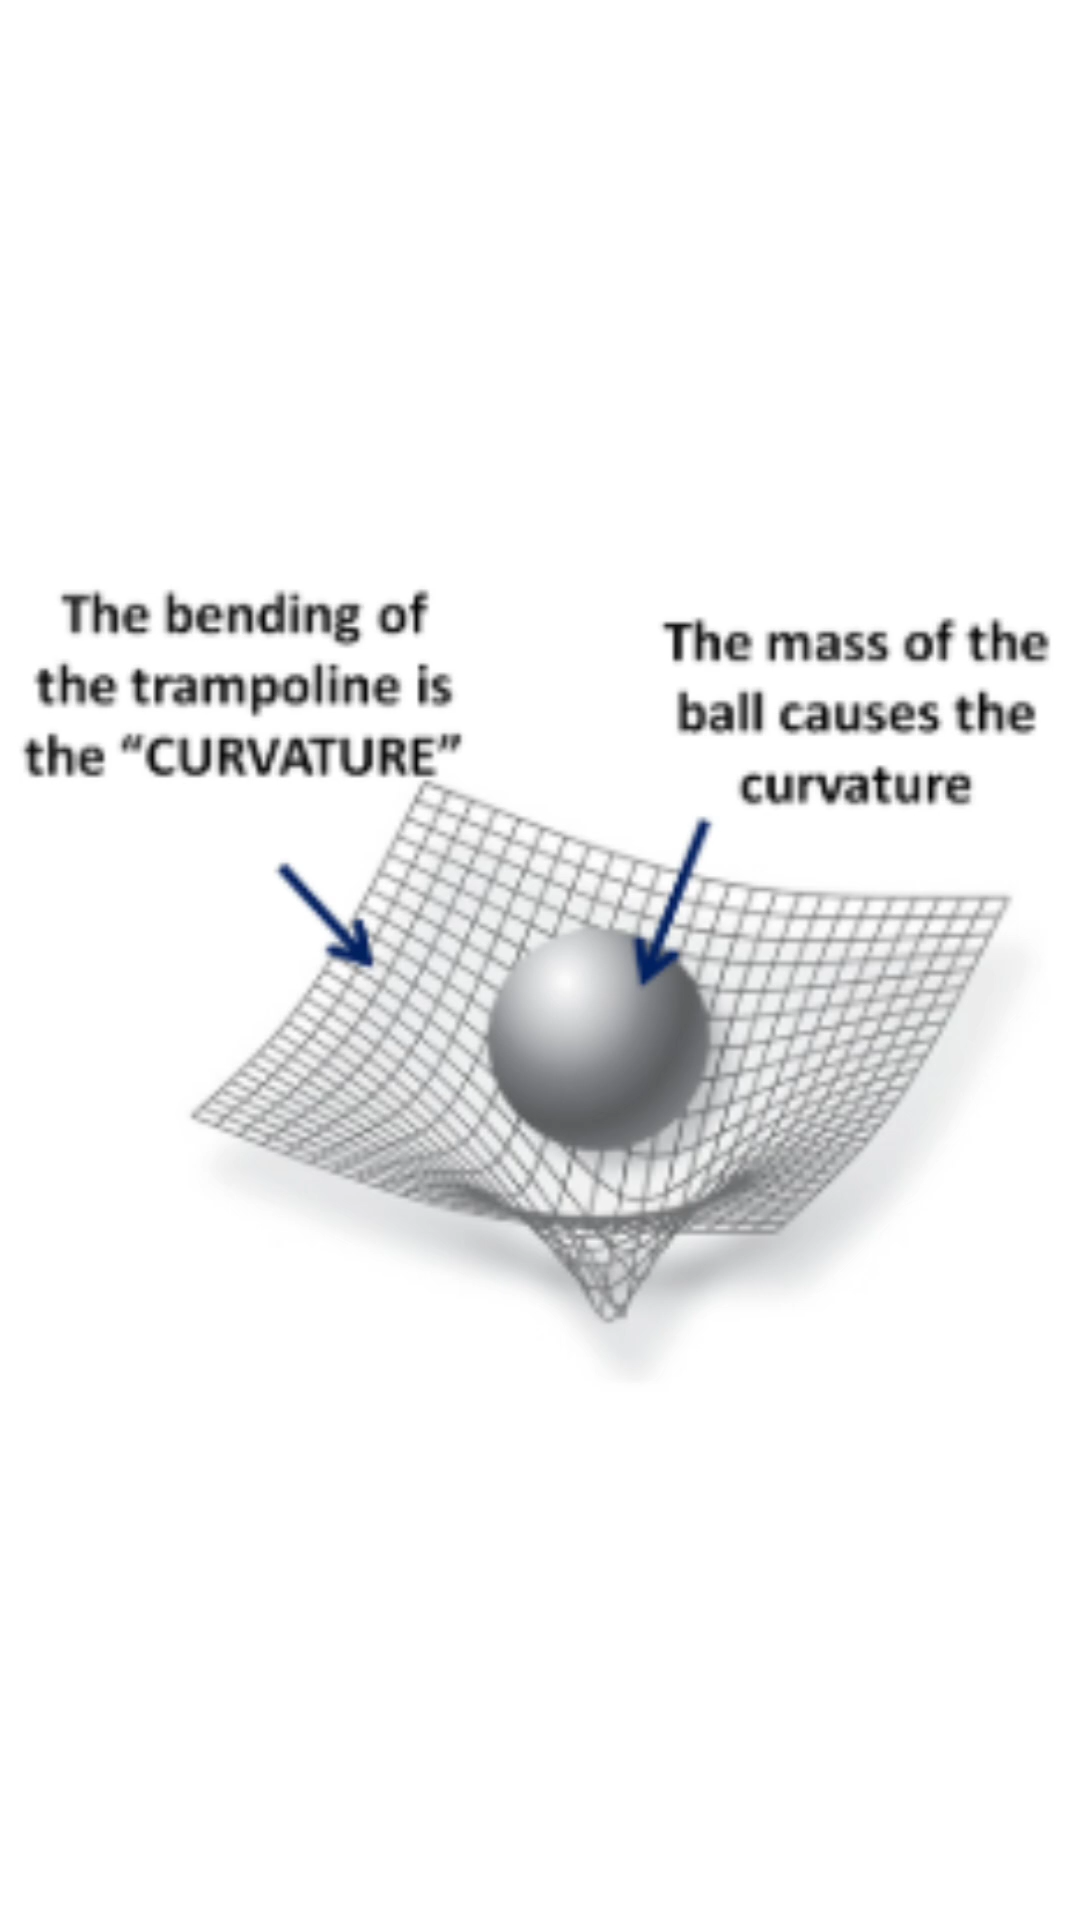 The bending of
the trampoline is
the “CURVATURE”
The mass of the
ball causes the
curvature